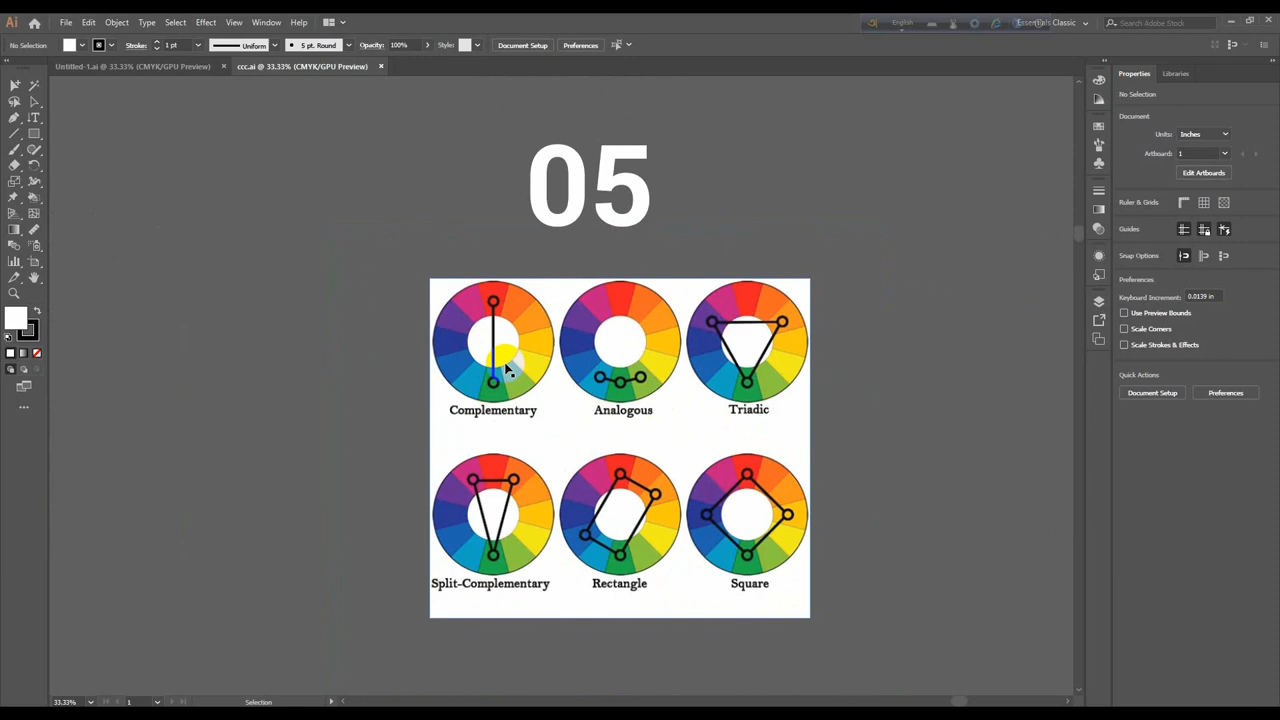 Ai File Edit Object Type Select Effect View Window Help English Essentials Classic Search Adobe Stock
No Selection Stroke: 1 pt Uniform 5 pt. Round Opacity: 100% Style: Document Setup Preferences
Untitled-1.ai @ 33.33% (CMYK/GPU Preview) × ccc.ai @ 33.33% (CMYK/GPU Preview) ×
Properties Libraries
No Selection
Document
Units: Inches
Artboard: 1
Edit Artboards
Ruler & Grids
Guides
Snap Options
Preferences
Keyboard Increment: 0.0139 in
Use Preview Bounds
Scale Corners
Scale Strokes & Effects
Quick Actions
Document Setup Preferences
05
Complementary Analogous Triadic
Split-Complementary Rectangle Square
33.33% 1 Selection